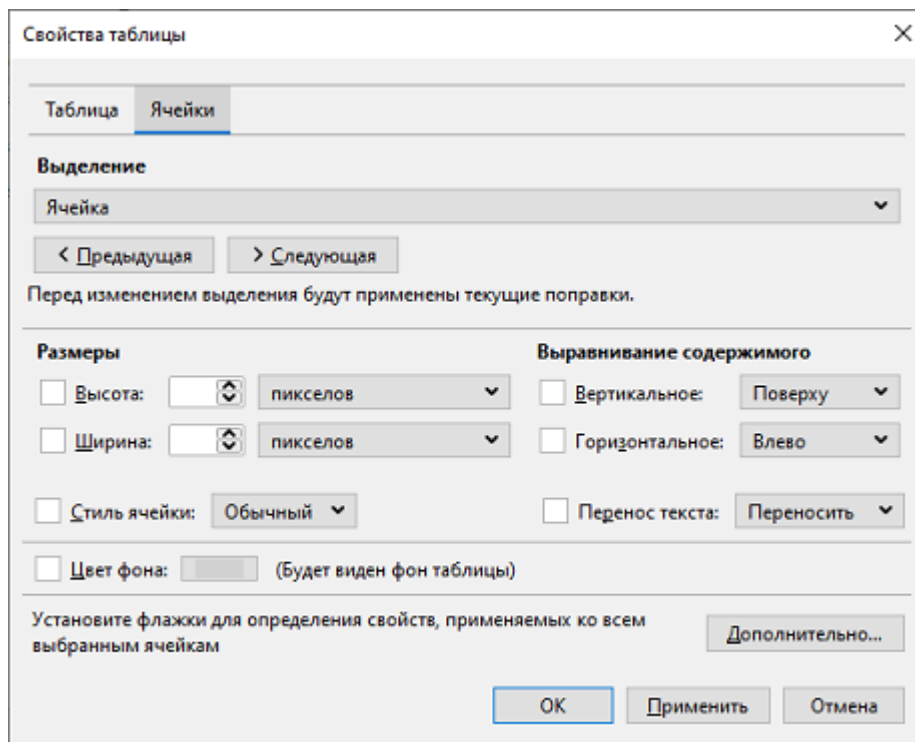 Свойства таблицы
Таблица Ячейки
Выделение
Ячейка
< Предыдущая > Следующая
Перед изменением выделения будут применены текущие поправки.
Размеры Выравнивание содержимого
Высота: пикселов Вертикальное: Поверху
Ширина: пикселов Горизонтальное: Влево
Стиль ячейки: Обычный Перенос текста: Переносить
Цвет фона: (Будет виден фон таблицы)
Установите флажки для определения свойств, применяемых ко всем
выбранным ячейкам Дополнительно...
ОК Применить Отмена